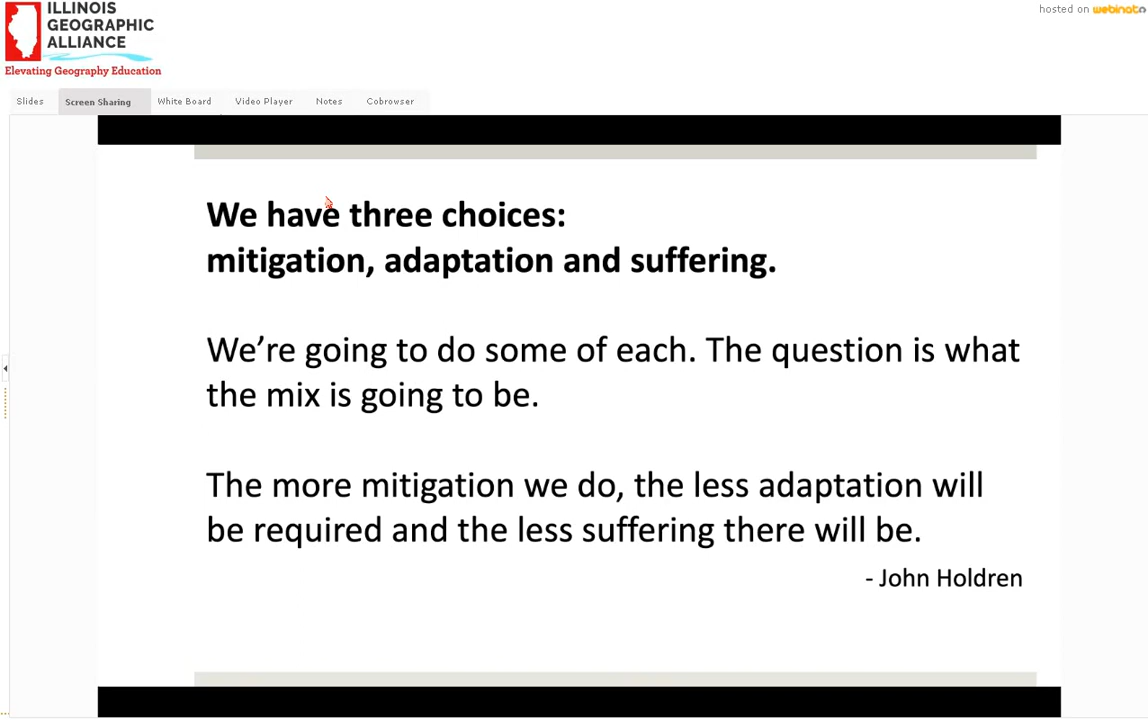 ILLINOIS
GEOGRAPHIC
ALLIANCE
Elevating Geography Education
hosted on webinato
Slides Screen Sharing White Board Video Player Notes Cobrowser
We have three choices:
mitigation, adaptation and suffering.
We're going to do some of each. The question is what
the mix is going to be.
The more mitigation we do, the less adaptation will
be required and the less suffering there will be.
- John Holdren